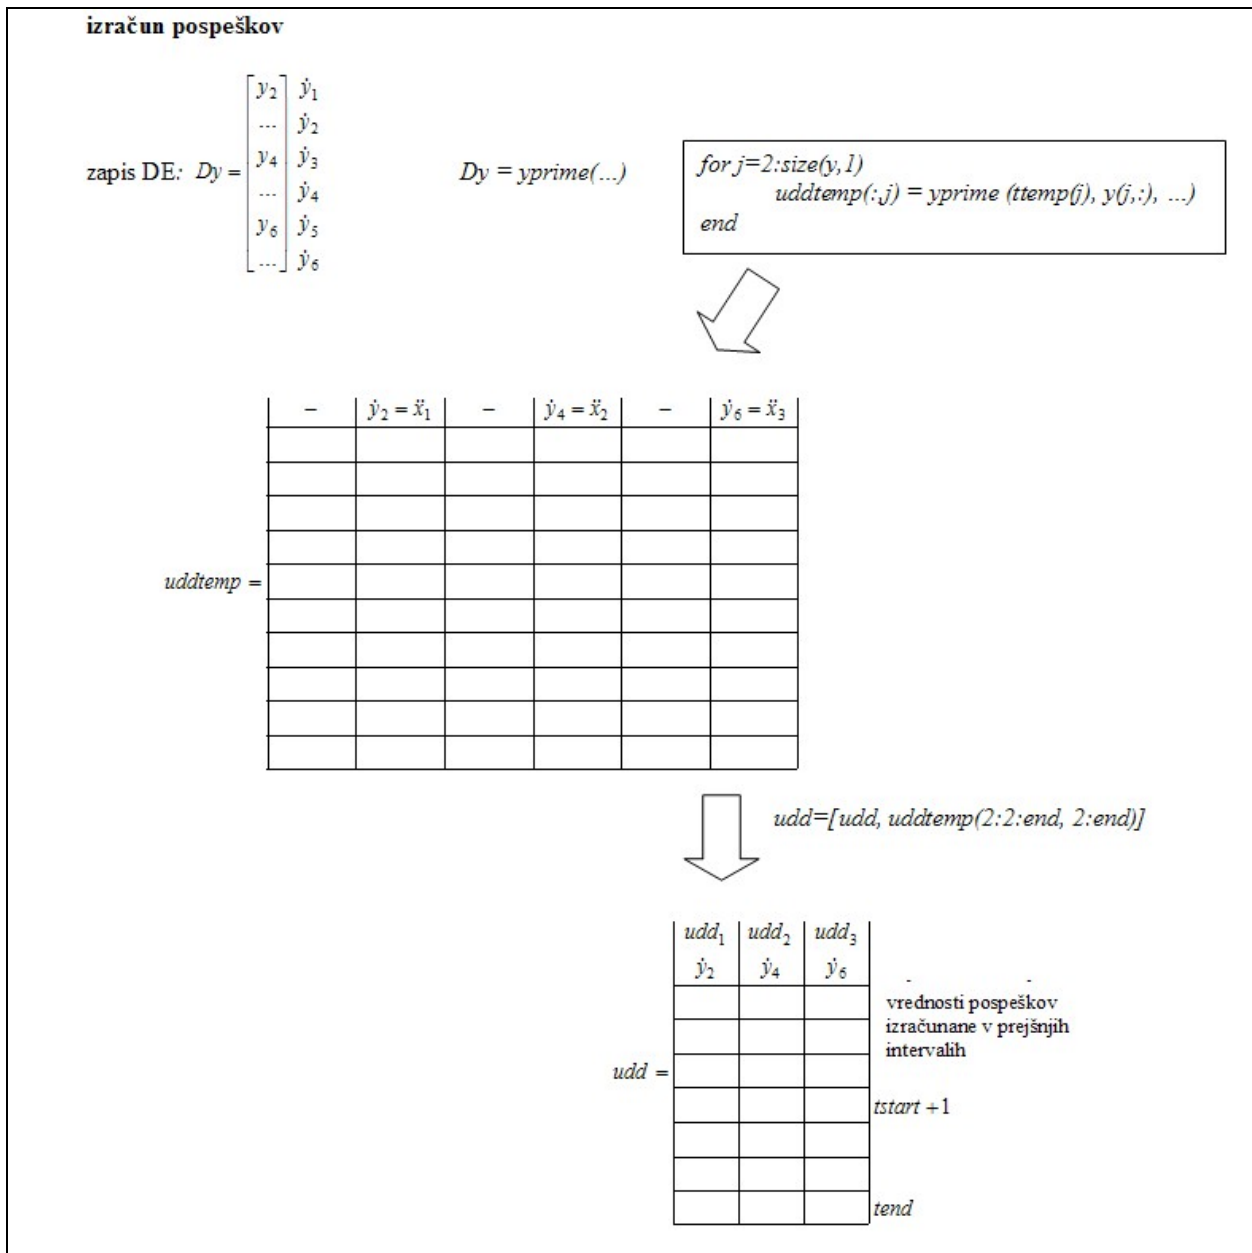 izračun pospeškov
zapis DE: Dy =
y₂ ẏ₁
... ẏ₂
y₄ ẏ₃
... ẏ₄
y₆ ẏ₅
... ẏ₆
Dy = yprime(...)
for j=2:size(y,1)
uddtemp(:,j) = yprime (ttemp(j), y(j,:), ...)
end
– ẏ₂ = ẍ₁ – ẏ₄ = ẍ₂ – ẏ₆ = ẍ₃
uddtemp =
udd=[udd, uddtemp(2:2:end, 2:end)]
udd₁ udd₂ udd₃
ẏ₂ ẏ₄ ẏ₆
vrednosti pospeškov
izračunane v prejšnjih
intervalih
udd =
tstart +1
tend